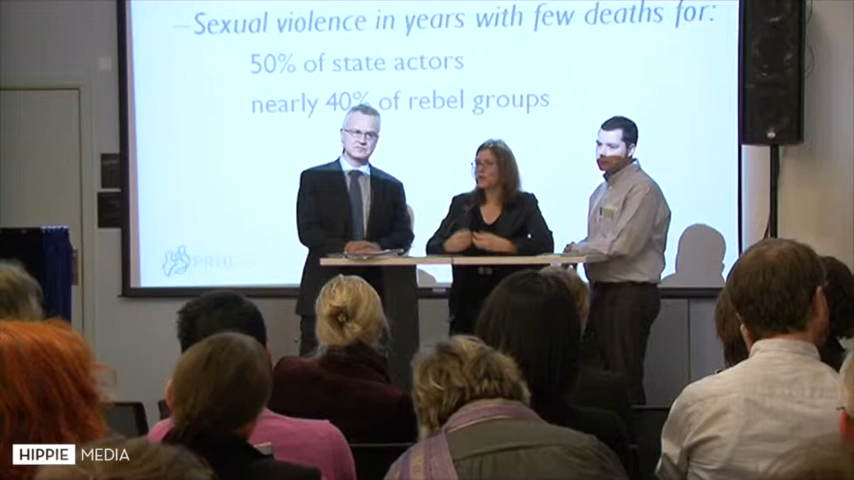 —Sexual violence in years with few deaths for:
50% of state actors
nearly 40% of rebel groups
PRIO
HIPPIE MEDIA